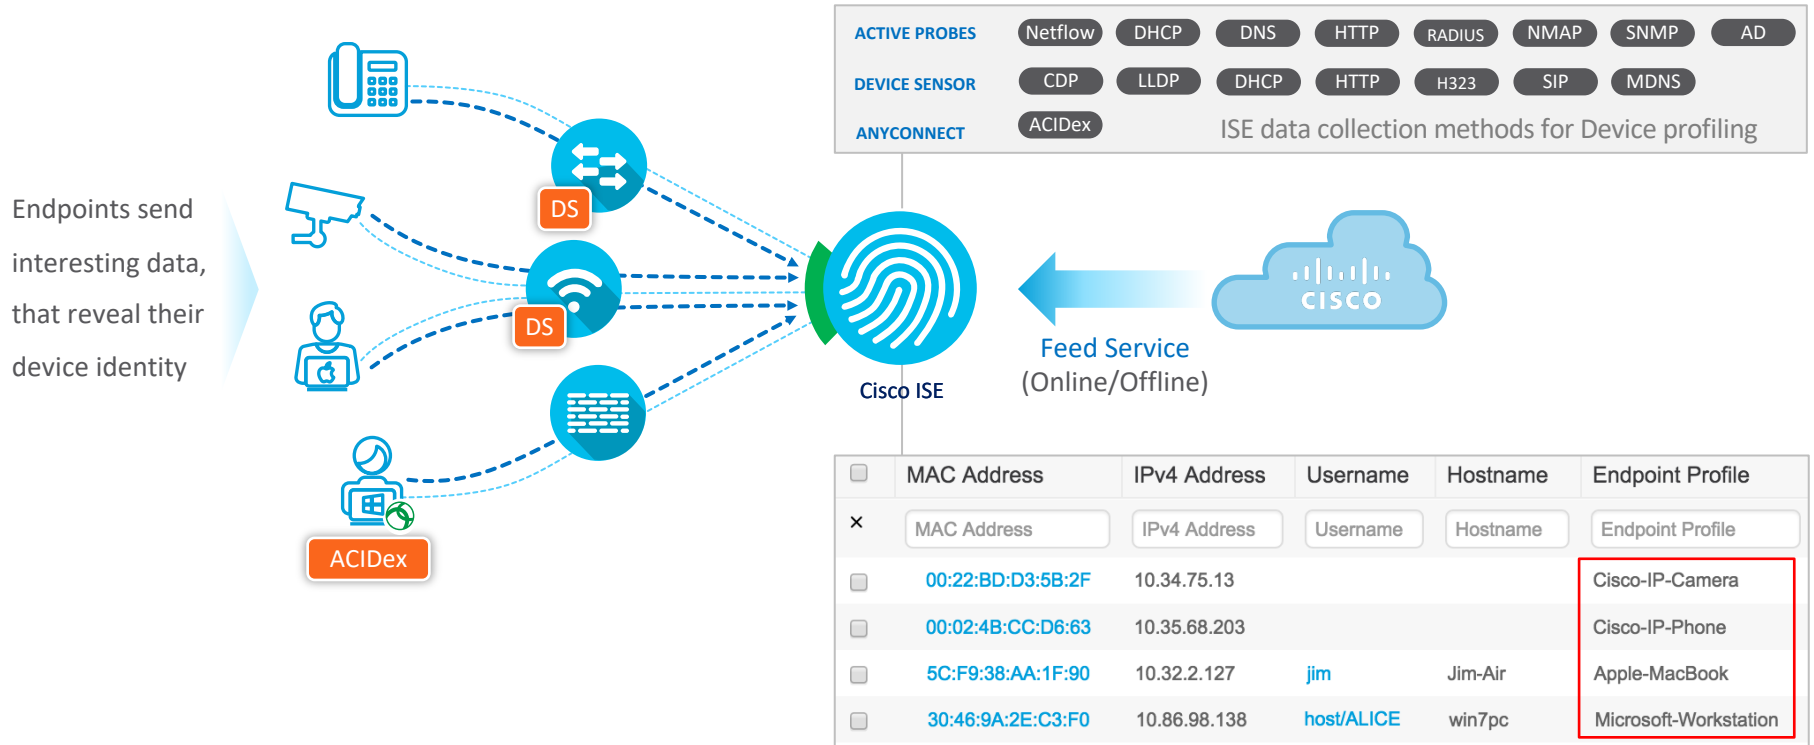 ACTIVE PROBES Netflow DHCP DNS HTTP RADIUS NMAP SNMP AD
DEVICE SENSOR CDP LLDP DHCP HTTP H323 SIP MDNS
ANYCONNECT ACIDex ISE data collection methods for Device profiling
Endpoints send
interesting data,
that reveal their
device identity
DS
DS
ACIDex
Cisco ISE
CISCO
Feed Service
(Online/Offline)
MAC Address IPv4 Address Username Hostname Endpoint Profile
× MAC Address IPv4 Address Username Hostname Endpoint Profile
00:22:BD:D3:5B:2F 10.34.75.13 Cisco-IP-Camera
00:02:4B:CC:D6:63 10.35.68.203 Cisco-IP-Phone
5C:F9:38:AA:1F:90 10.32.2.127 jim Jim-Air Apple-MacBook
30:46:9A:2E:C3:F0 10.86.98.138 host/ALICE win7pc Microsoft-Workstation